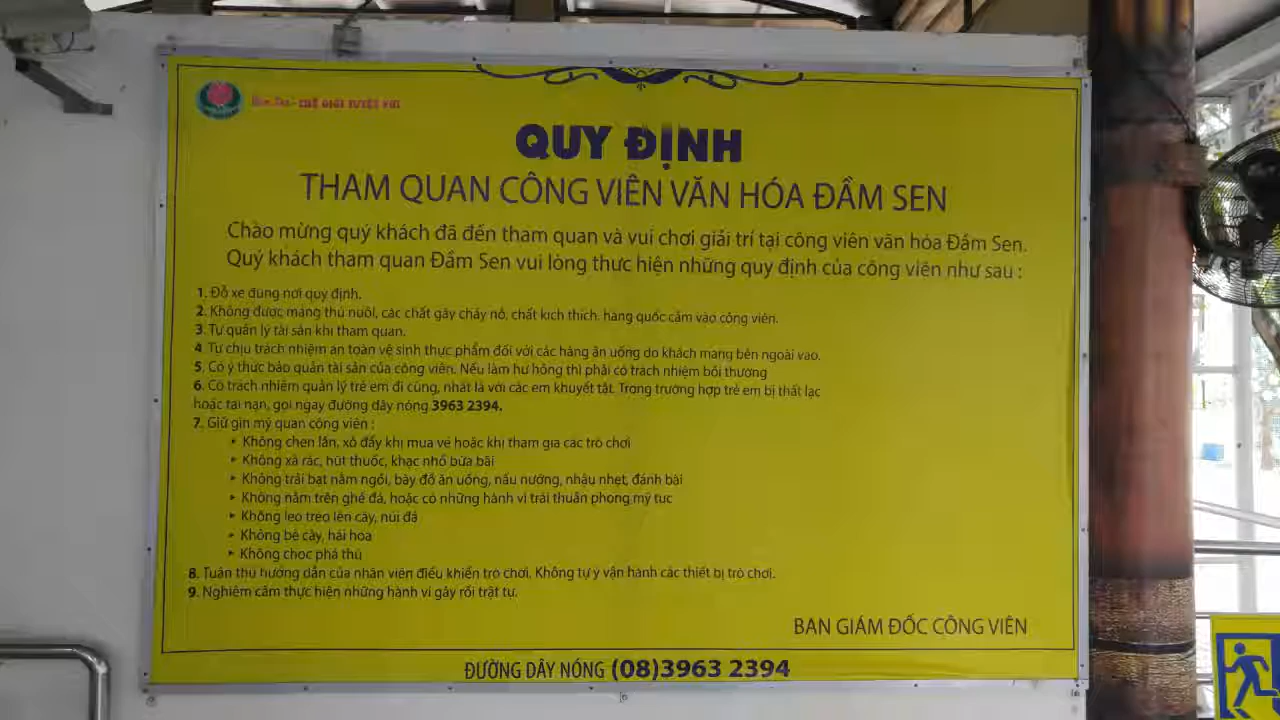 Đầm Sen - THẾ GIỚI TUYỆT VỜI
QUY ĐỊNH
THAM QUAN CÔNG VIÊN VĂN HÓA ĐẦM SEN
Chào mừng quý khách đã đến tham quan và vui chơi giải trí tại công viên văn hóa Đầm Sen.
Quý khách tham quan Đầm Sen vui lòng thực hiện những quy định của công viên như sau :
1. Đỗ xe đúng nơi quy định.
2. Không được mang thú nuôi, các chất gây cháy nổ, chất kích thích, hàng quốc cấm vào công viên.
3. Tự quản lý tài sản khi tham quan.
4. Tự chịu trách nhiệm an toàn vệ sinh thực phẩm đối với các hàng ăn uống do khách mang bên ngoài vào.
5. Có ý thức bảo quản tài sản của công viên. Nếu làm hư hỏng thì phải có trách nhiệm bồi thường
6. Có trách nhiệm quản lý trẻ em đi cùng, nhất là với các em khuyết tật. Trong trường hợp trẻ em bị thất lạc
hoặc tai nạn, gọi ngay đường dây nóng 3963 2394.
7. Giữ gìn mỹ quan công viên :
‣ Không chen lấn, xô đẩy khi mua vé hoặc khi tham gia các trò chơi
‣ Không xả rác, hút thuốc, khạc nhổ bừa bãi
‣ Không trải bạt nằm ngồi, bày đồ ăn uống, nấu nướng, nhậu nhẹt, đánh bài
‣ Không nằm trên ghế đá, hoặc có những hành vi trái thuần phong mỹ tục
‣ Không leo trèo lên cây, núi đá
‣ Không bẻ cây, hái hoa
‣ Không chọc phá thú
8. Tuân thủ hướng dẫn của nhân viên điều khiển trò chơi. Không tự ý vận hành các thiết bị trò chơi.
9. Nghiêm cấm thực hiện những hành vi gây rối trật tự.
BAN GIÁM ĐỐC CÔNG VIÊN
ĐƯỜNG DÂY NÓNG (08)3963 2394